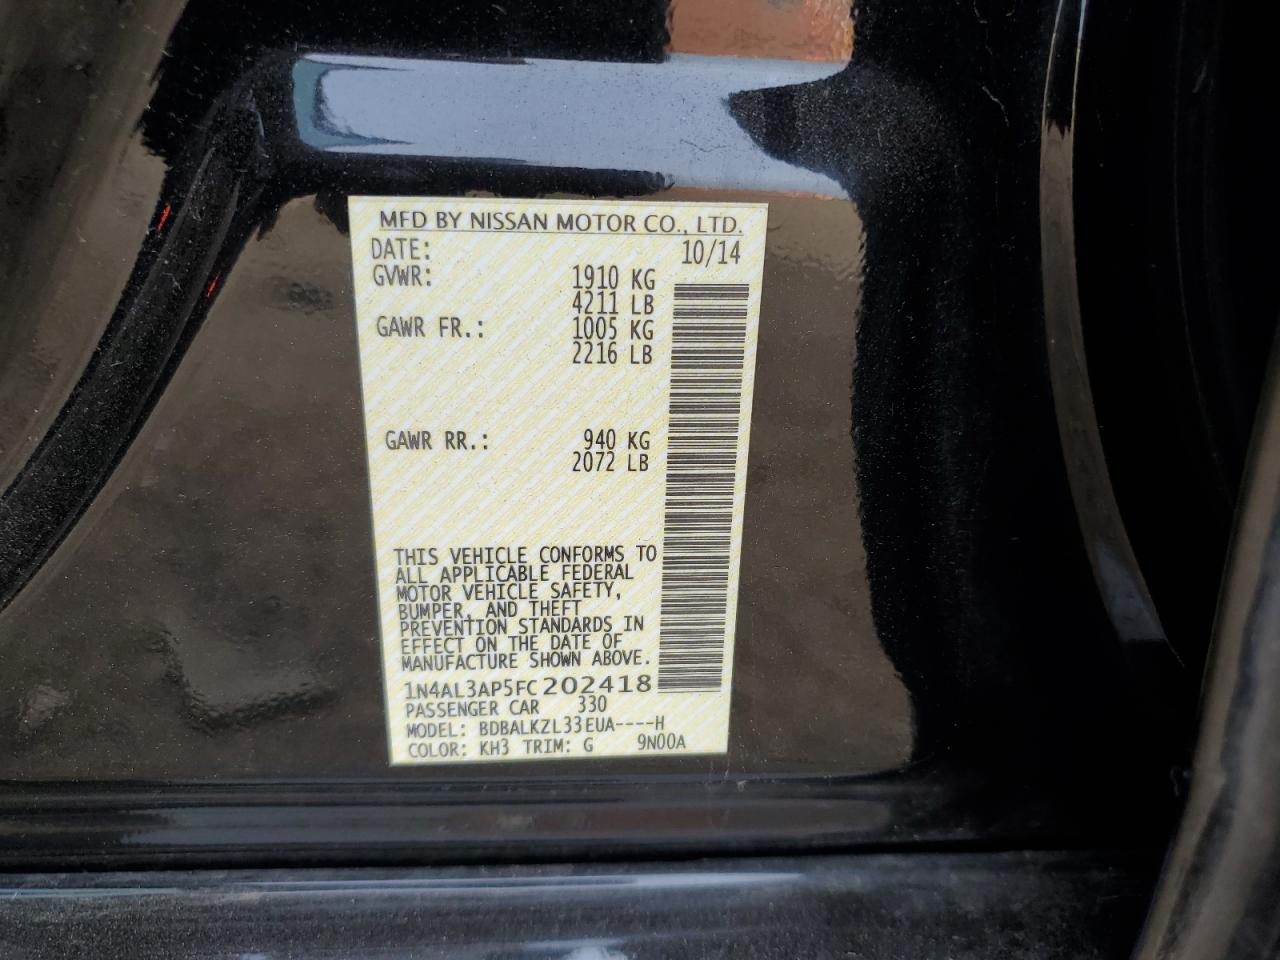 MFD BY NISSAN MOTOR CO., LTD.
DATE: 10/14
GVWR: 1910 KG
4211 LB
GAWR FR.: 1005 KG
2216 LB
GAWR RR.: 940 KG
2072 LB
THIS VEHICLE CONFORMS TO
ALL APPLICABLE FEDERAL
MOTOR VEHICLE SAFETY,
BUMPER, AND THEFT
PREVENTION STANDARDS IN
EFFECT ON THE DATE OF
MANUFACTURE SHOWN ABOVE.
1N4AL3AP5FC202418
PASSENGER CAR 330
MODEL: BDBALKZL33EUA----H
COLOR: KH3 TRIM: G 9N00A